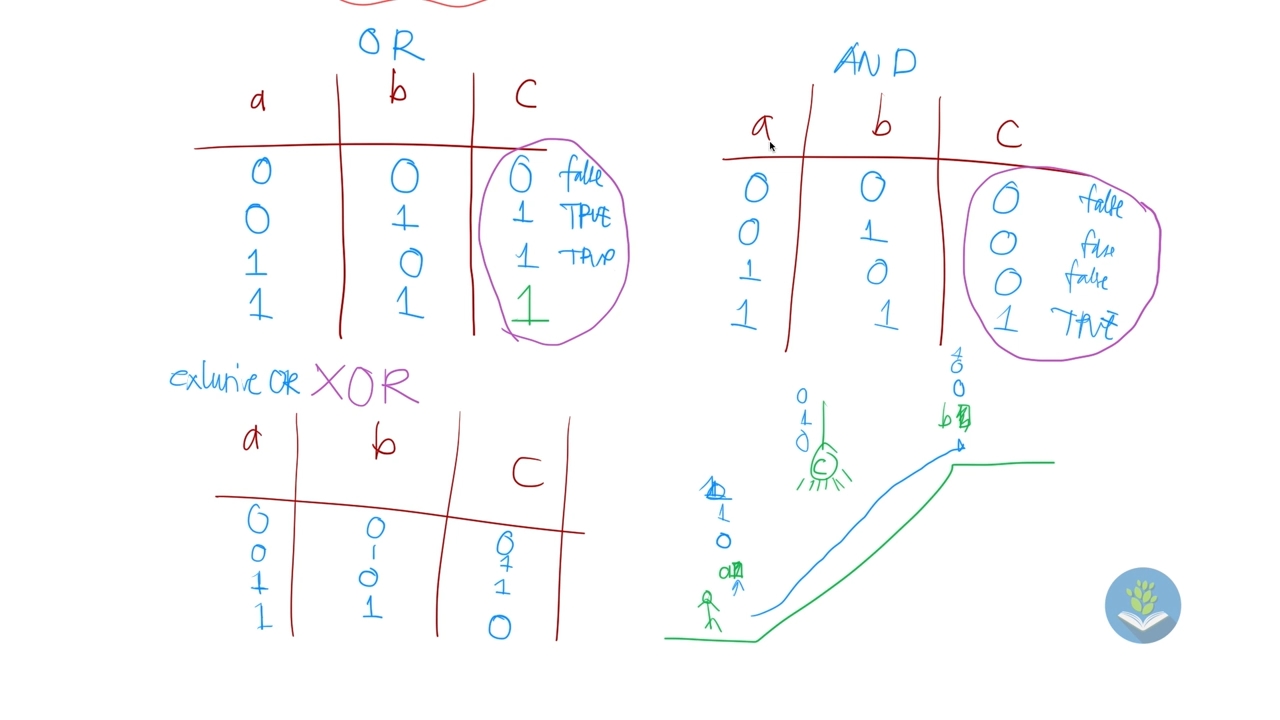 OR
a b C
0 0 0 false
0 1 1 TRUE
1 0 1 TRUE
1 1 1
AND
a b C
0 0 0 false
0 1 0 false
1 0 0 false
1 1 1 TRUE
exlusive OR XOR
a b C
0 0 0
0 1 1
1 0 1
1 1 0
0
1
0
C
0
0
b
1
0
a